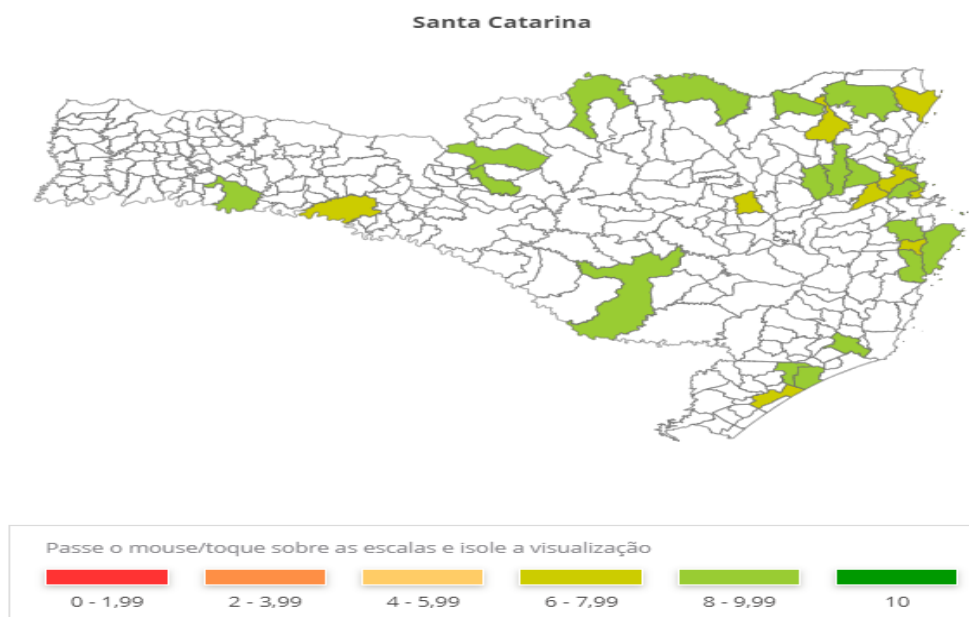 Santa Catarina
Passe o mouse/toque sobre as escalas e isole a visualização
0 - 1,99
2 - 3,99
4 - 5,99
6 - 7,99
8 - 9,99
10